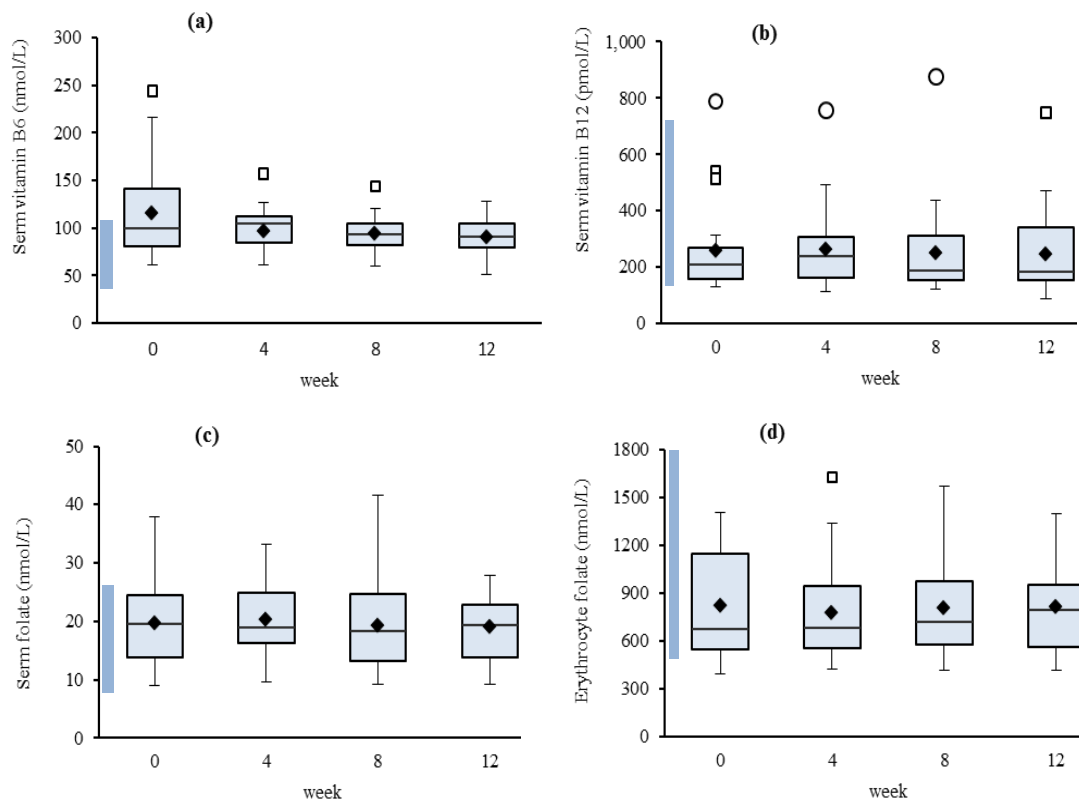 (a)
300
250
200
150
100
50
0
Serm vitamin B6 (nmol/L)
0 4 8 12
week
(b)
1,000
800
600
400
200
0
Serm vitamin B12 (pmol/L)
0 4 8 12
week
(c)
50
40
30
20
10
0
Serm folate (nmol/L)
0 4 8 12
week
(d)
1800
1500
1200
900
600
300
0
Erythrocyte folate (nmol/L)
0 4 8 12
week